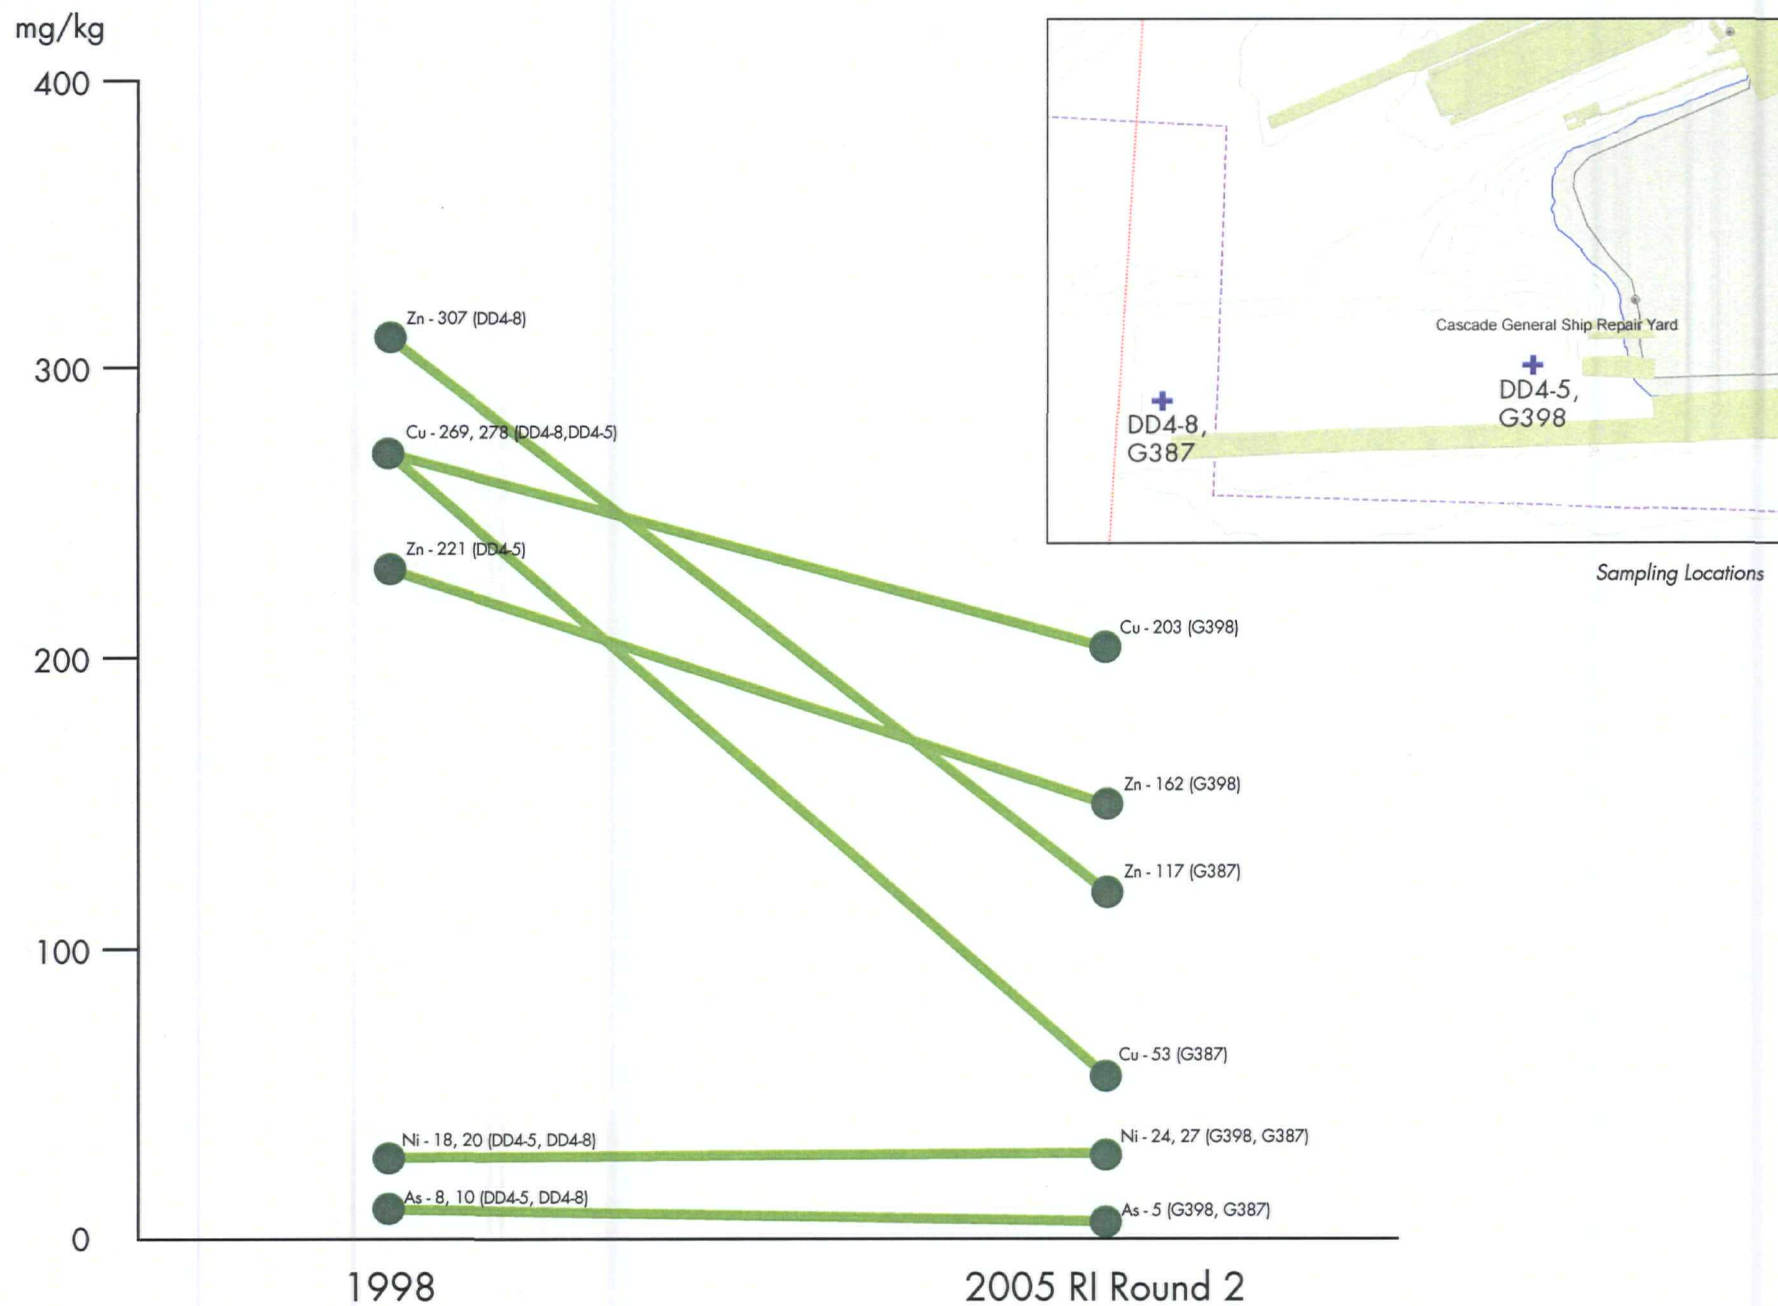 mg/kg
400
300
200
100
0
Zn - 307 (DD4-8)
Cu - 269, 278 (DD4-8,DD4-5)
Zn - 221 (DD4-5)
Ni - 18, 20 (DD4-5, DD4-8)
As - 8, 10 (DD4-5, DD4-8)
Cu - 203 (G398)
Zn - 162 (G398)
Zn - 117 (G387)
Cu - 53 (G387)
Ni - 24, 27 (G398, G387)
As - 5 (G398, G387)
1998
2005 RI Round 2
Cascade General Ship Repair Yard
DD4-5,
G398
DD4-8,
G387
Sampling Locations